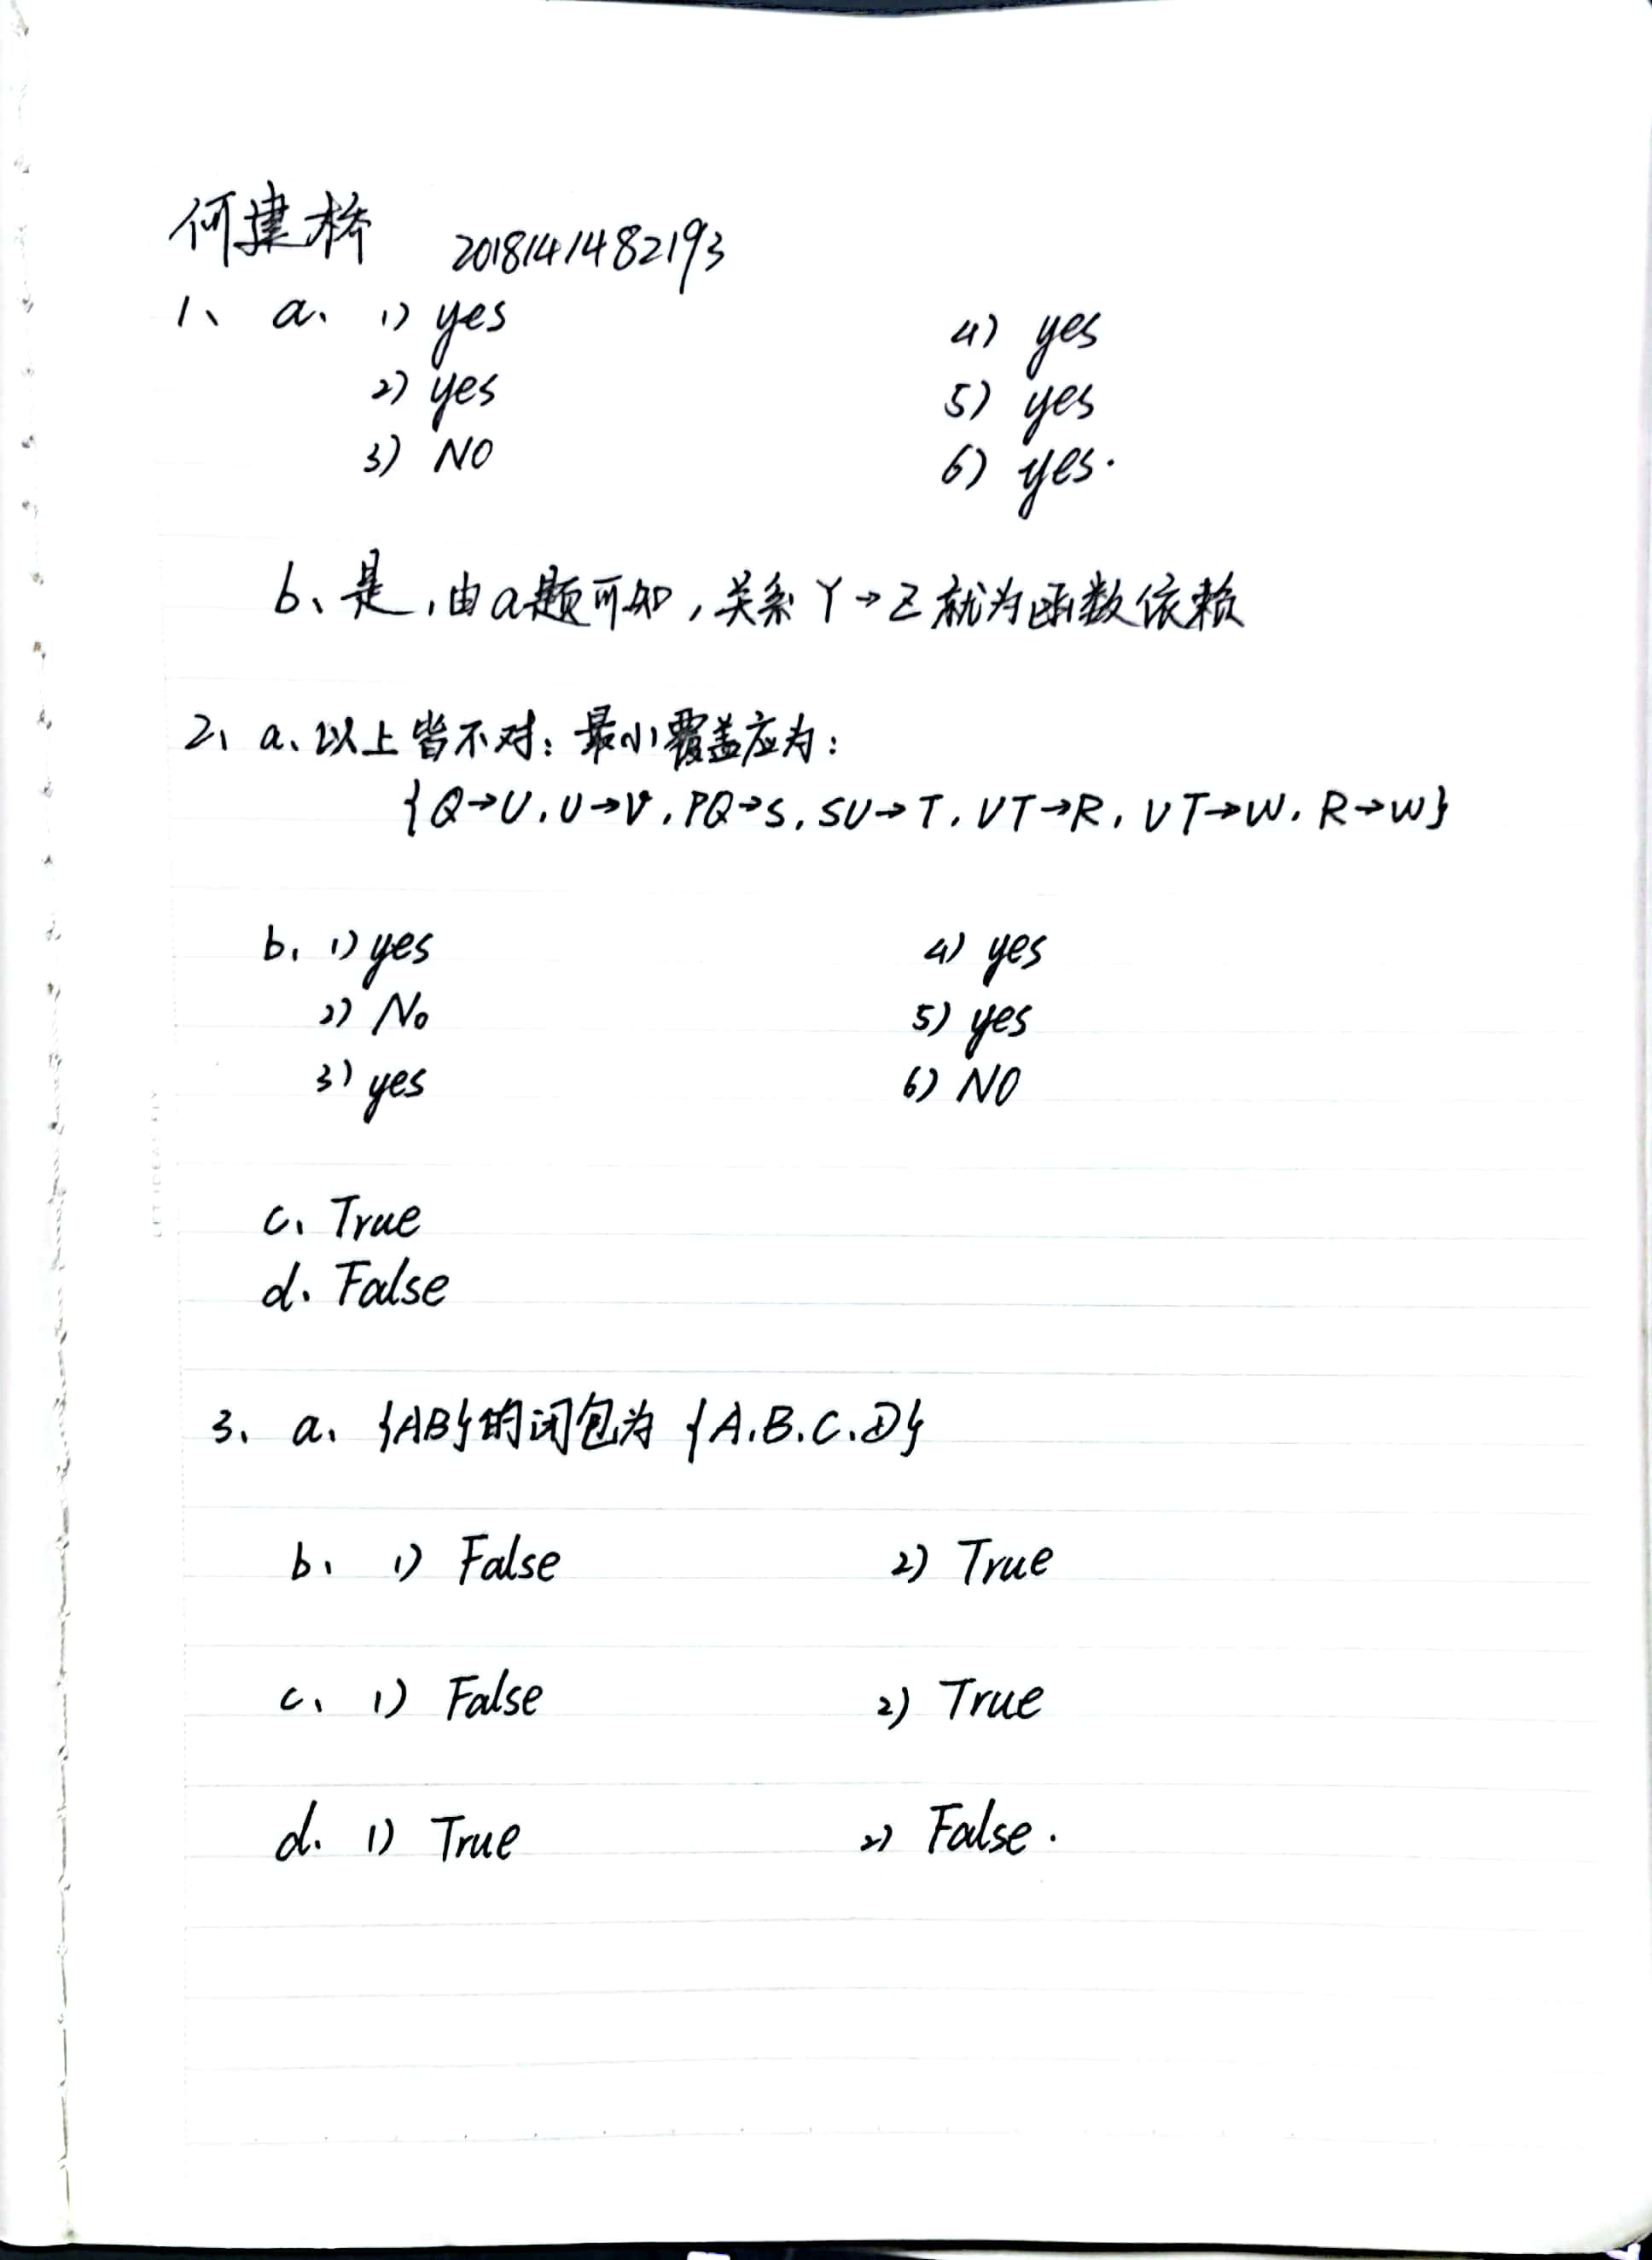 何建桥 2018141482193
1、 a、 1) yes 4) yes
2) yes 5) yes
3) NO 6) yes.
b、是,由a题可知,关系Y→Z就为函数依赖
2、a、以上皆不对:最小覆盖应为:
{Q→U, U→V, PQ→S, SU→T, VT→R, VT→W, R→W}
b、1) yes 4) yes
2) No 5) yes
3) yes 6) NO
c、True
d、False
3、a、{AB}的闭包为{A.B.C.D}
b、1) False 2) True
c、1) False 2) True
d、1) True 2) False.